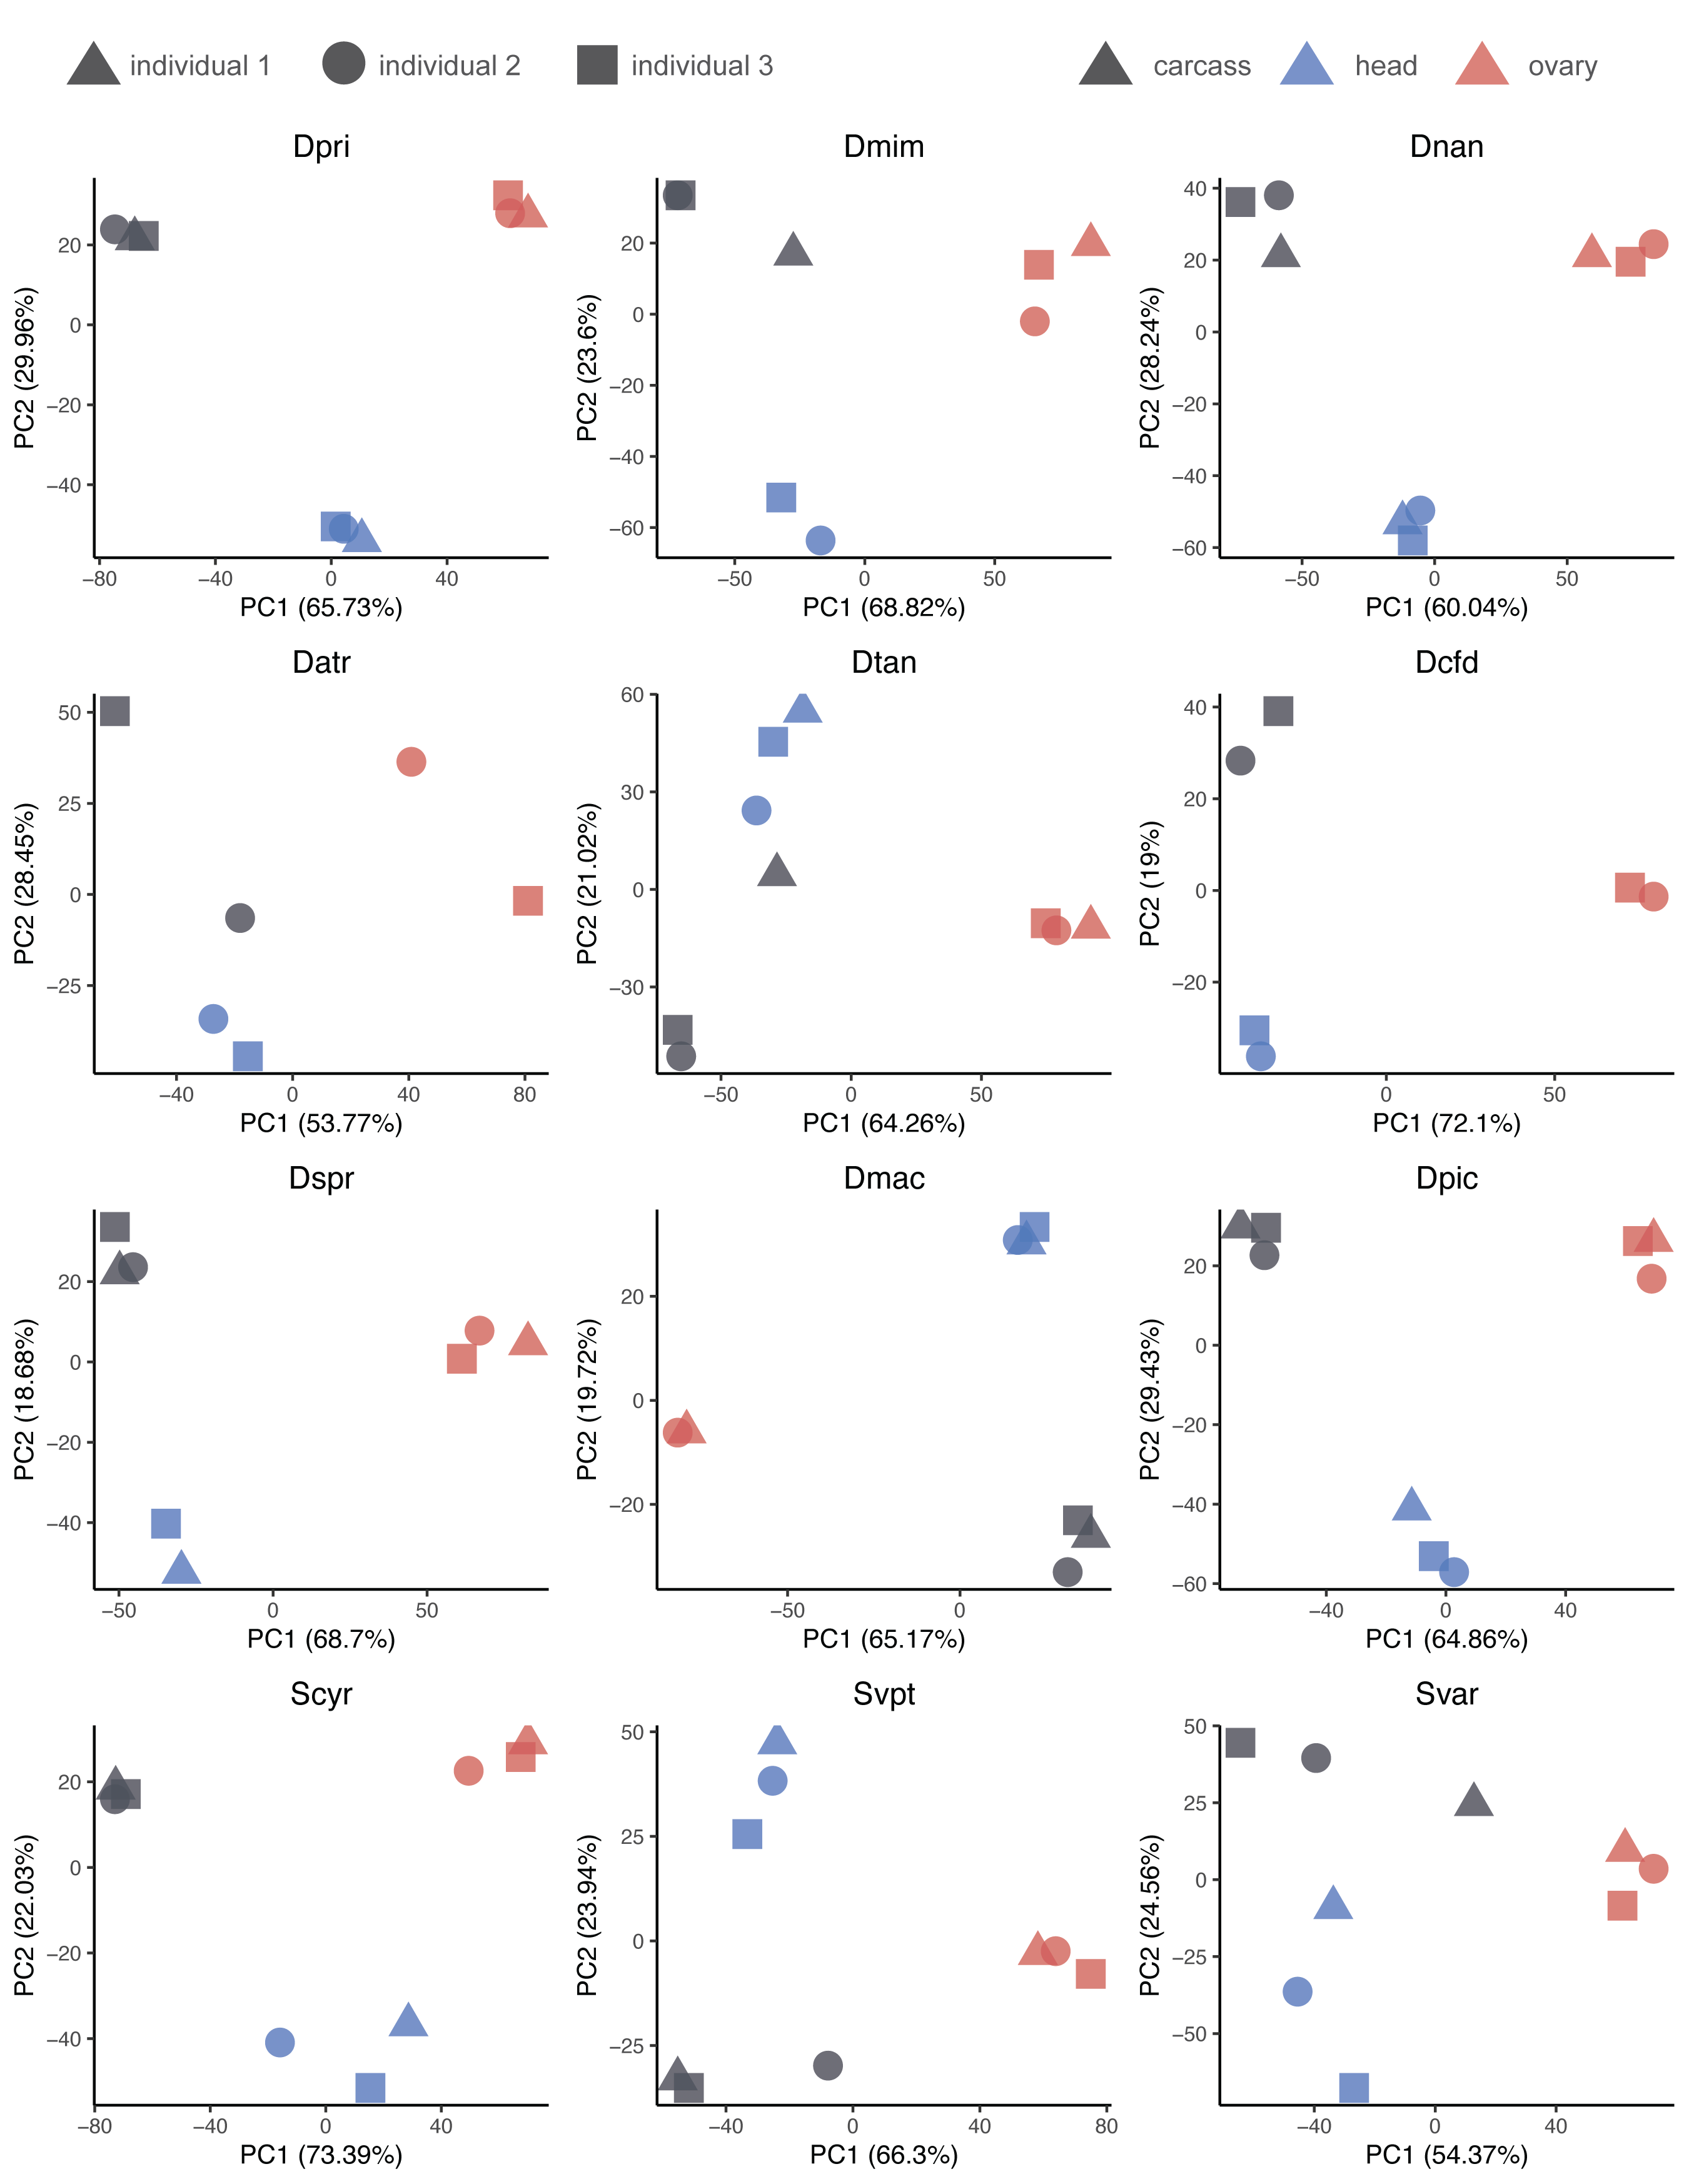 individual 1 individual 2 individual 3 carcass head ovary
Dpri Dmim Dnan
20
0
−20
−40
PC2 (29.96%)
−80 −40 0 40
PC1 (65.73%)
20
0
−20
−40
−60
PC2 (23.6%)
−50 0 50
PC1 (68.82%)
40
20
0
−20
−40
−60
PC2 (28.24%)
−50 0 50
PC1 (60.04%)
Datr Dtan Dcfd
50
25
0
−25
PC2 (28.45%)
−40 0 40 80
PC1 (53.77%)
60
30
0
−30
PC2 (21.02%)
−50 0 50
PC1 (64.26%)
40
20
0
−20
PC2 (19%)
0 50
PC1 (72.1%)
Dspr Dmac Dpic
20
0
−20
−40
PC2 (18.68%)
−50 0 50
PC1 (68.7%)
20
0
−20
PC2 (19.72%)
−50 0
PC1 (65.17%)
20
0
−20
−40
−60
PC2 (29.43%)
−40 0 40
PC1 (64.86%)
Scyr Svpt Svar
20
0
−20
−40
PC2 (22.03%)
−80 −40 0 40
PC1 (73.39%)
50
25
0
−25
PC2 (23.94%)
−40 0 40 80
PC1 (66.3%)
50
25
0
−25
−50
PC2 (24.56%)
−40 0 40
PC1 (54.37%)